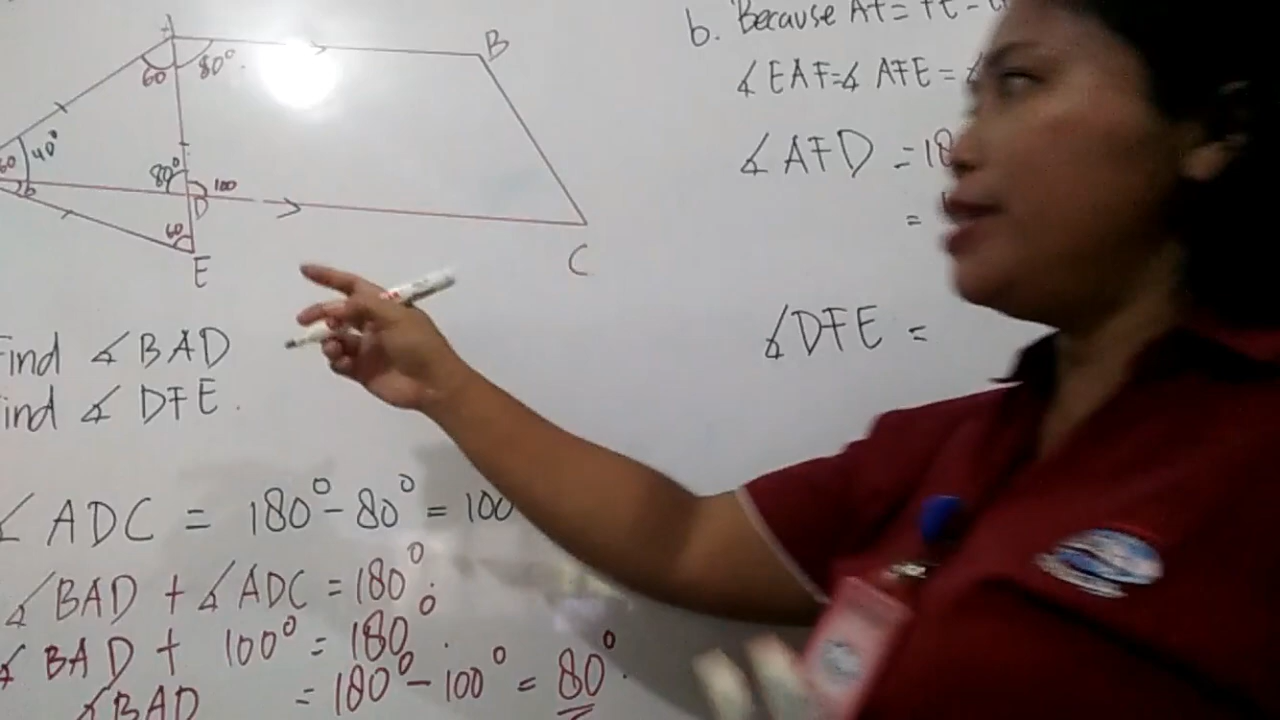 B
60 80°
60 40°
80° 100
b D
60
E
C
Find ∡ BAD
Find ∡ DFE.
∡ ADC = 180° - 80° = 100
∡ BAD + ∡ ADC = 180°.
∡ BAD + 100° = 180°.
∡ BAD = 180° - 100° = 80°.
b. Because AF = FE =
∡ EAF = ∡ AFE =
∡ AFD = 18
=
∡ DFE =